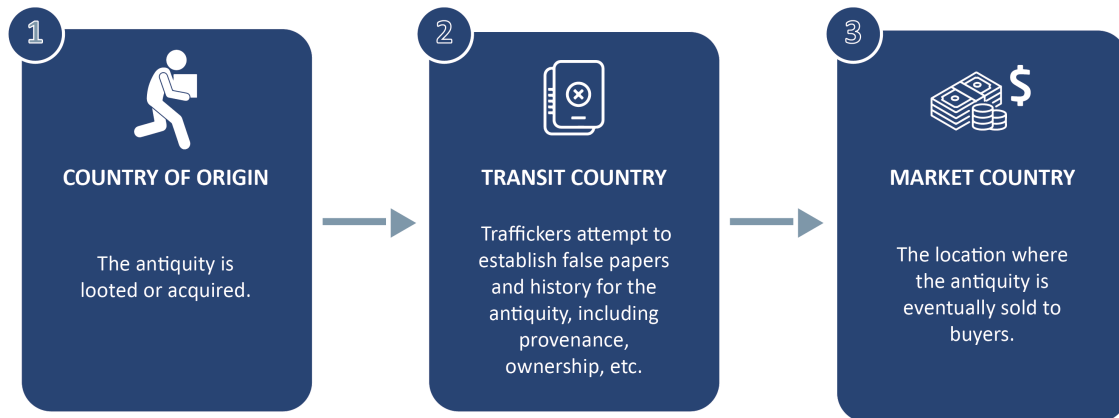 1
COUNTRY OF ORIGIN
The antiquity is
looted or acquired.
2
TRANSIT COUNTRY
Traffickers attempt to
establish false papers
and history for the
antiquity, including
provenance,
ownership, etc.
3
$
MARKET COUNTRY
The location where
the antiquity is
eventually sold to
buyers.